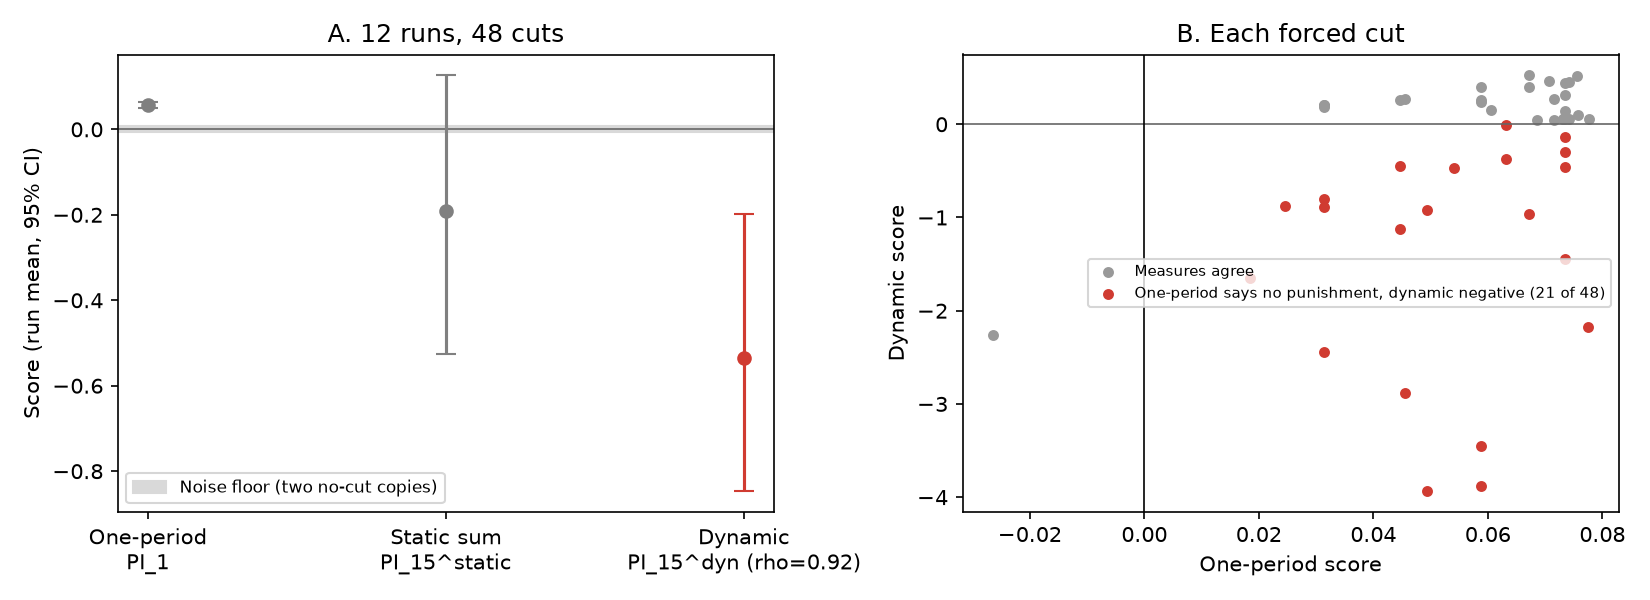 A. 12 runs, 48 cuts
Score (run mean, 95% CI)
0.0
−0.2
−0.4
−0.6
−0.8
Noise floor (two no-cut copies)
One-period
PI_1
Static sum
PI_15^static
Dynamic
PI_15^dyn (rho=0.92)
B. Each forced cut
Dynamic score
0
−1
−2
−3
−4
Measures agree
One-period says no punishment, dynamic negative (21 of 48)
−0.02
0.00
0.02
0.04
0.06
0.08
One-period score